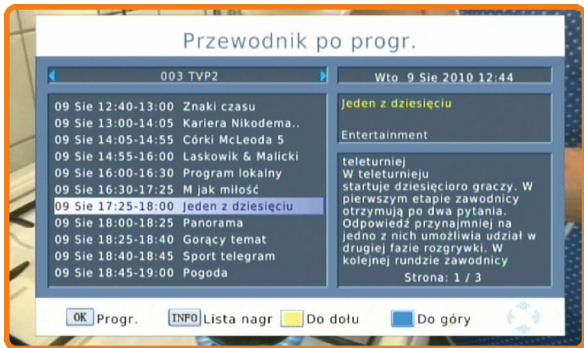 Przewodnik po progr.
003 TVP2
Wto 9 Sie 2010 12:44
09 Sie 12:40-13:00 Znaki czasu
09 Sie 13:00-14:05 Kariera Nikodema..
09 Sie 14:05-14:55 Córki McLeoda 5
09 Sie 14:55-16:00 Laskowik & Malicki
09 Sie 16:00-16:30 Program lokalny
09 Sie 16:30-17:25 M jak miłość
09 Sie 17:25-18:00 Jeden z dziesięciu
09 Sie 18:00-18:25 Panorama
09 Sie 18:25-18:40 Gorący temat
09 Sie 18:40-18:45 Sport telegram
09 Sie 18:45-19:00 Pogoda
Jeden z dziesięciu
Entertainment
teleturniej
W teleturnieju
startuje dziesięcioro graczy. W
pierwszym etapie zawodnicy
otrzymują po dwa pytania.
Odpowiedź przynajmniej na
jedno z nich umożliwia udział w
drugiej fazie rozgrywki. W
kolejnej rundzie zawodnicy
Strona: 1 / 3
OK Progr. INFO Lista nagr Do dołu Do góry